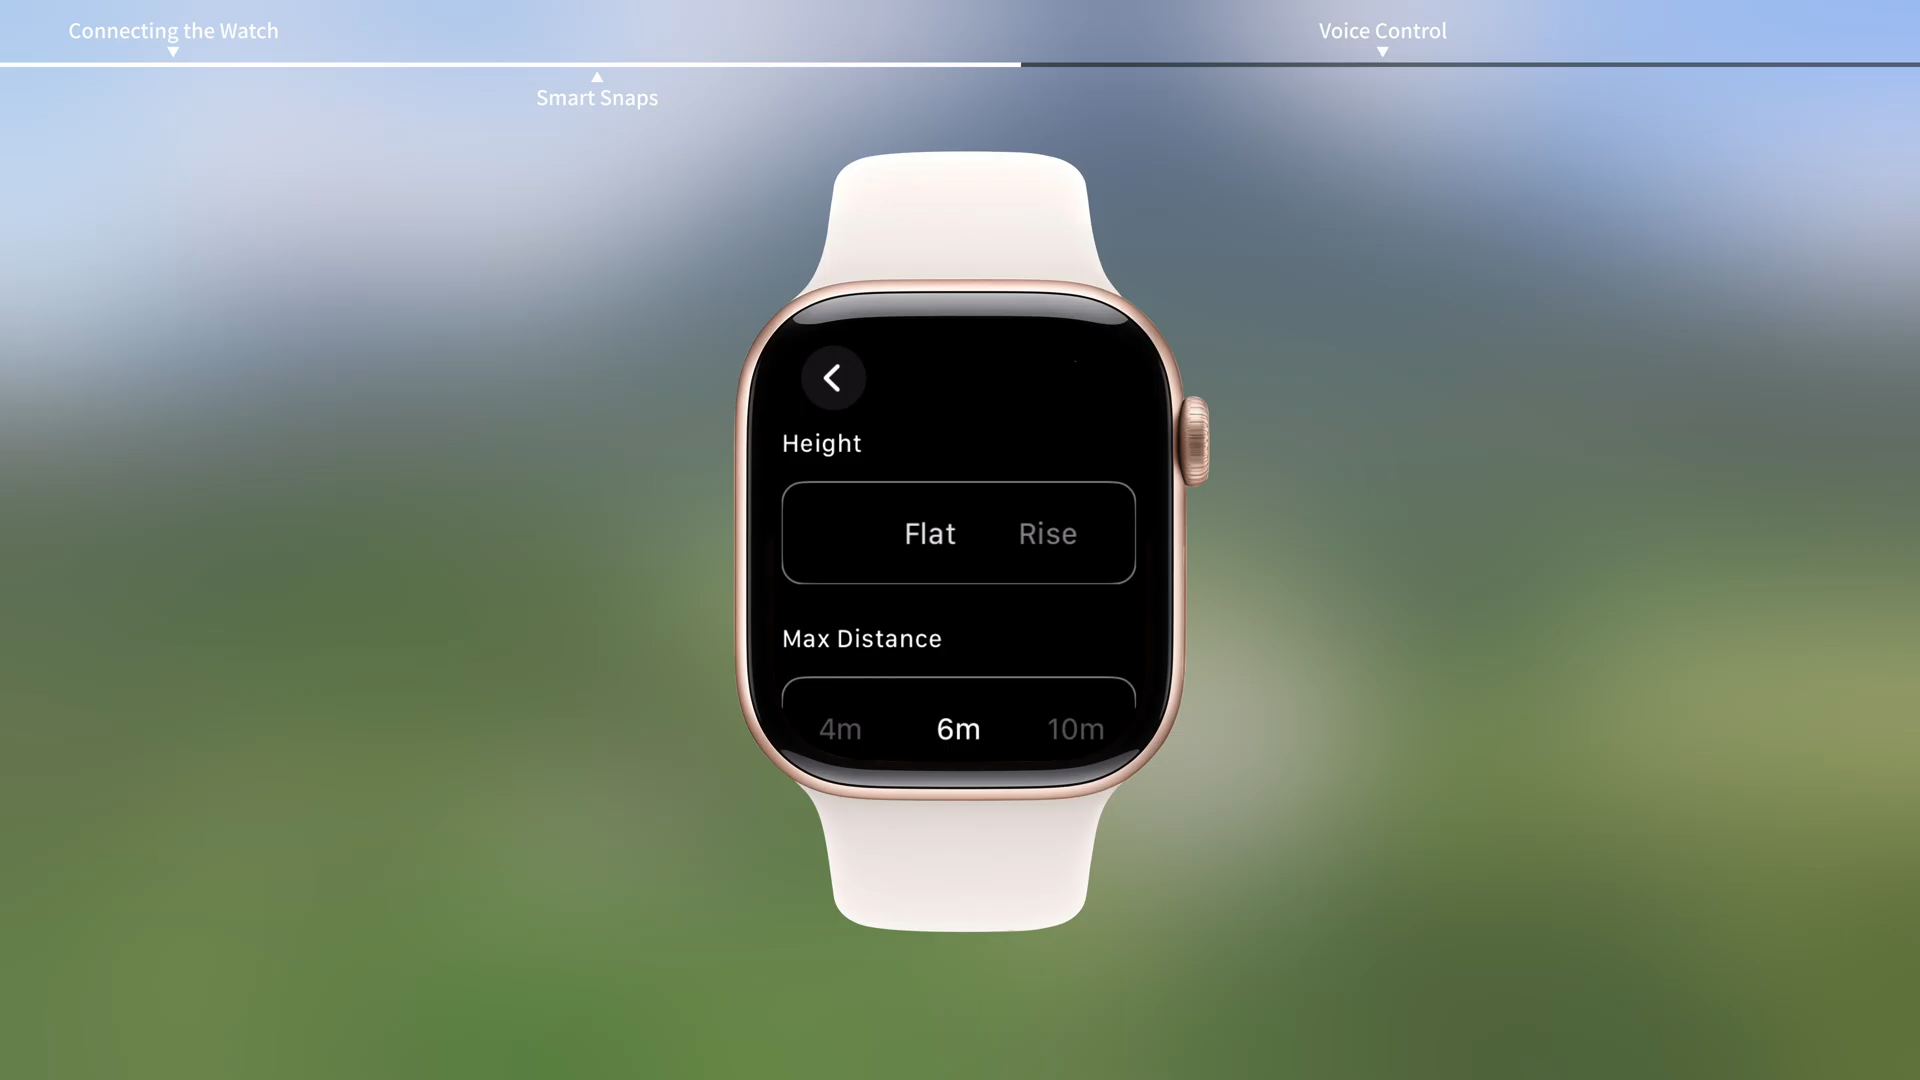 Connecting the Watch
Voice Control
Smart Snaps
Height
Flat Rise
Max Distance
4m 6m 10m